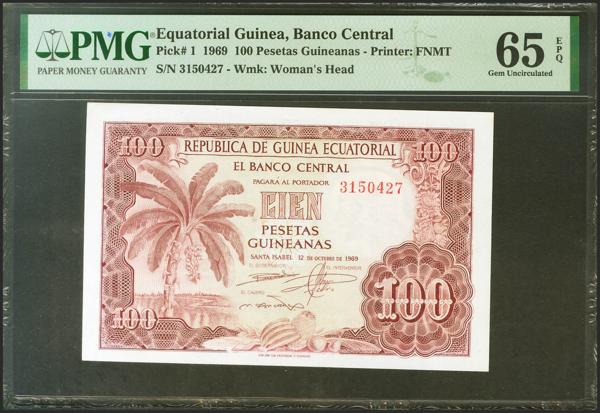 PMG
PAPER MONEY GUARANTY
Equatorial Guinea, Banco Central
Pick# 1 1969 100 Pesetas Guineanas - Printer: FNMT
S/N 3150427 - Wmk: Woman's Head
65 EPQ
Gem Uncirculated
100
REPUBLICA DE GUINEA ECUATORIAL
100
EL BANCO CENTRAL
PAGARÁ AL PORTADOR
3150427
CIEN
PESETAS
GUINEANAS
SANTA ISABEL 12 DE OCTUBRE DE 1969
EL GOBERNADOR
EL INTERVENTOR
EL CAJERO
100
100